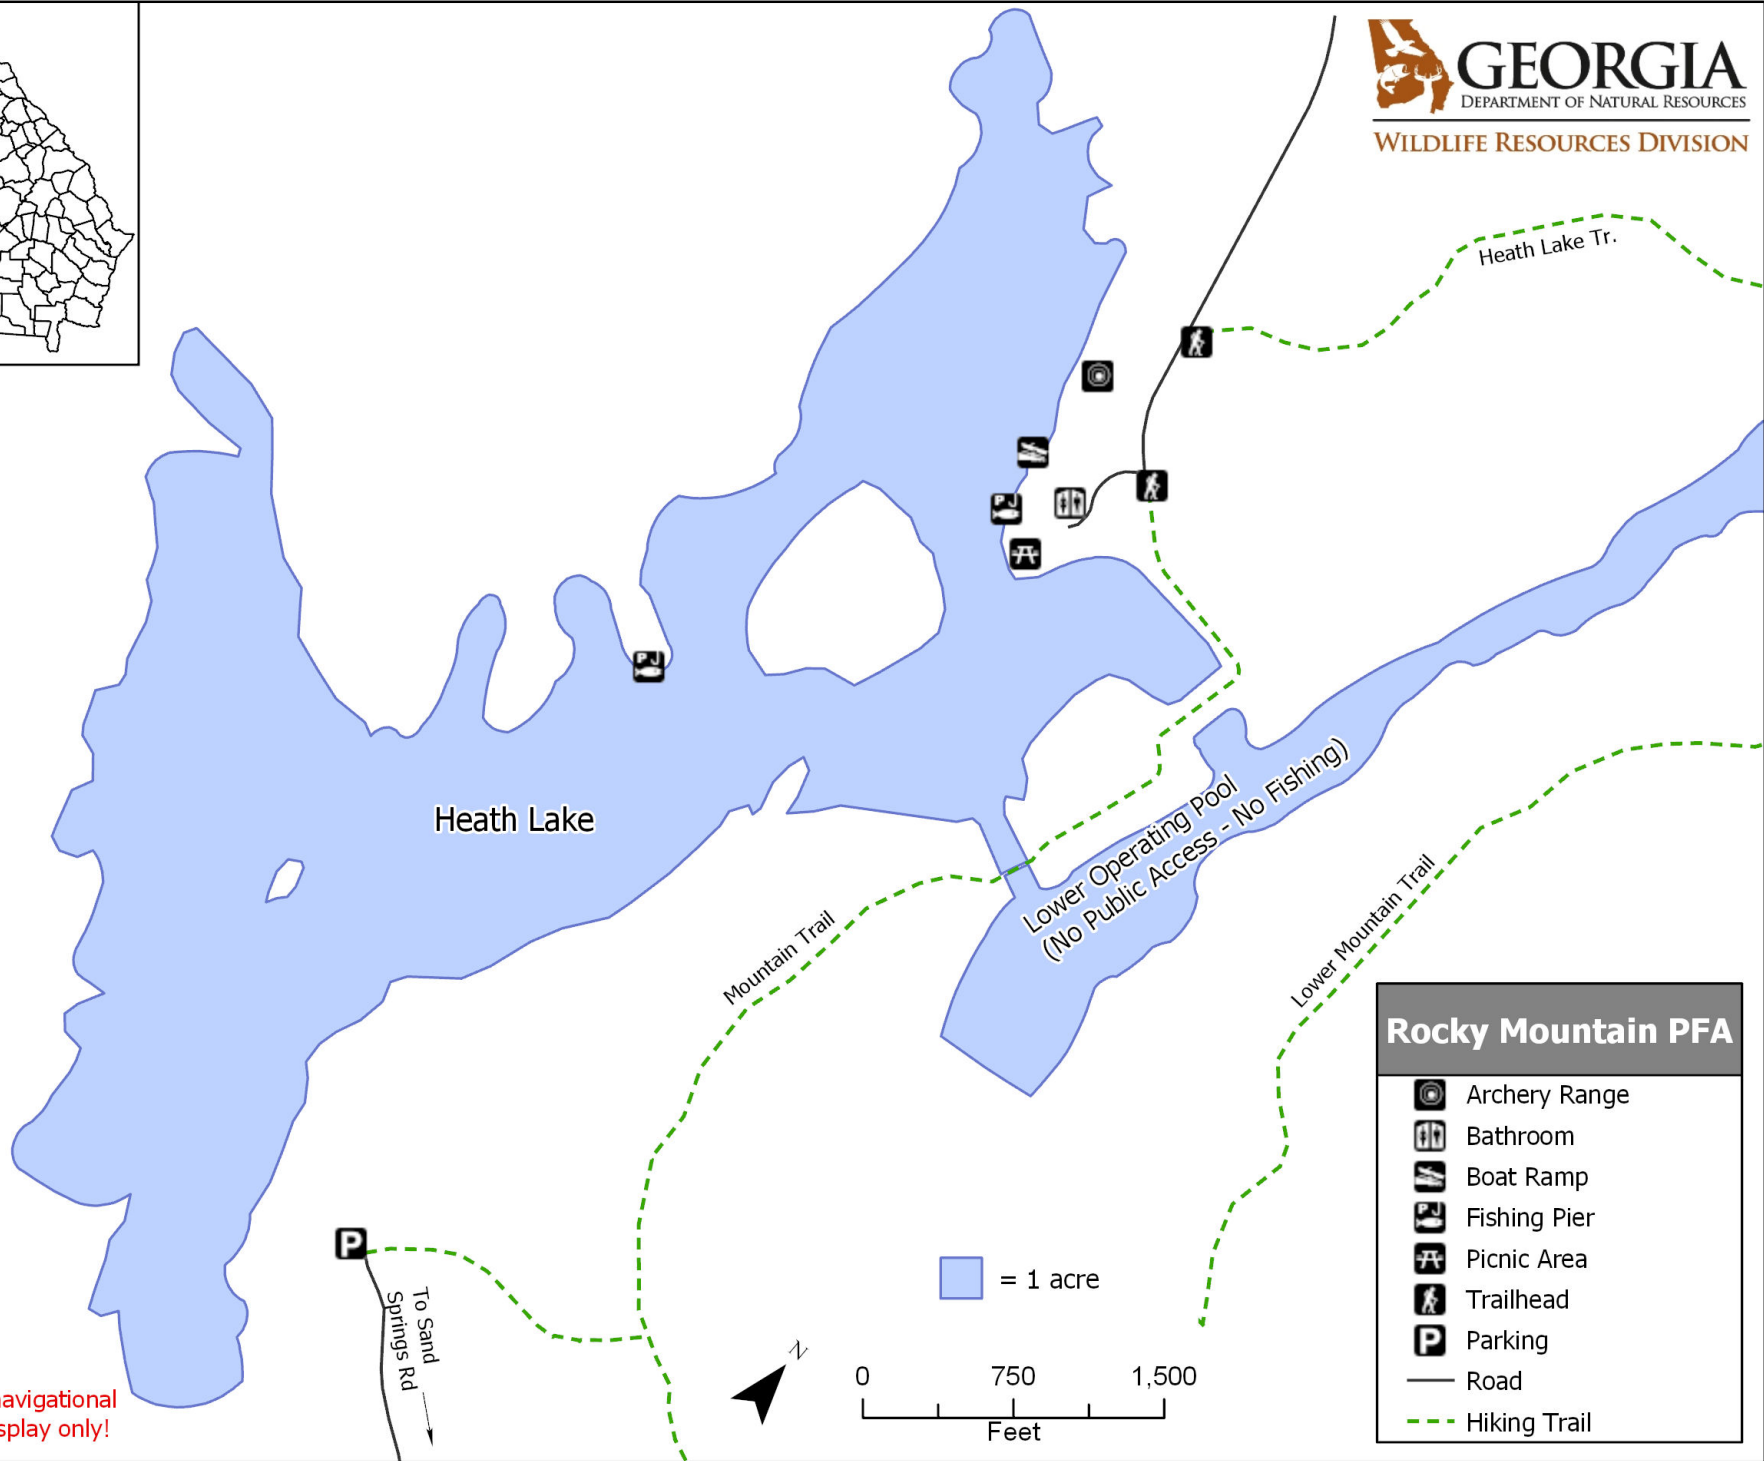 GEORGIA
DEPARTMENT OF NATURAL RESOURCES
WILDLIFE RESOURCES DIVISION
Heath Lake Tr.
Heath Lake
Lower Operating Pool
(No Public Access - No Fishing)
Mountain Trail
Lower Mountain Trail
Rocky Mountain PFA
Archery Range
Bathroom
Boat Ramp
Fishing Pier
Picnic Area
Trailhead
P Parking
Road
Hiking Trail
P
To Sand
Springs Rd
= 1 acre
N
0 750 1,500
Feet
avigational
splay only!